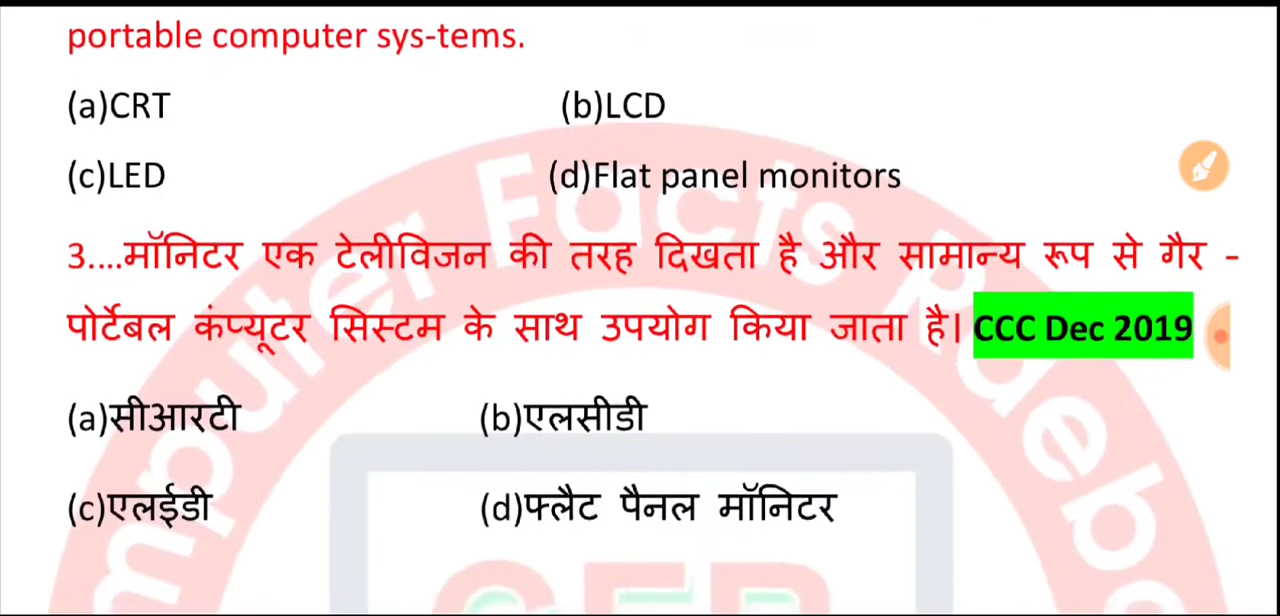 portable computer sys-tems.
(a)CRT (b)LCD
(c)LED (d)Flat panel monitors
3....मॉनिटर एक टेलीविजन की तरह दिखता है और सामान्य रूप से गैर -
पोर्टेबल कंप्यूटर सिस्टम के साथ उपयोग किया जाता है। CCC Dec 2019
(a)सीआरटी (b)एलसीडी
(c)एलईडी (d)फ्लैट पैनल मॉनिटर